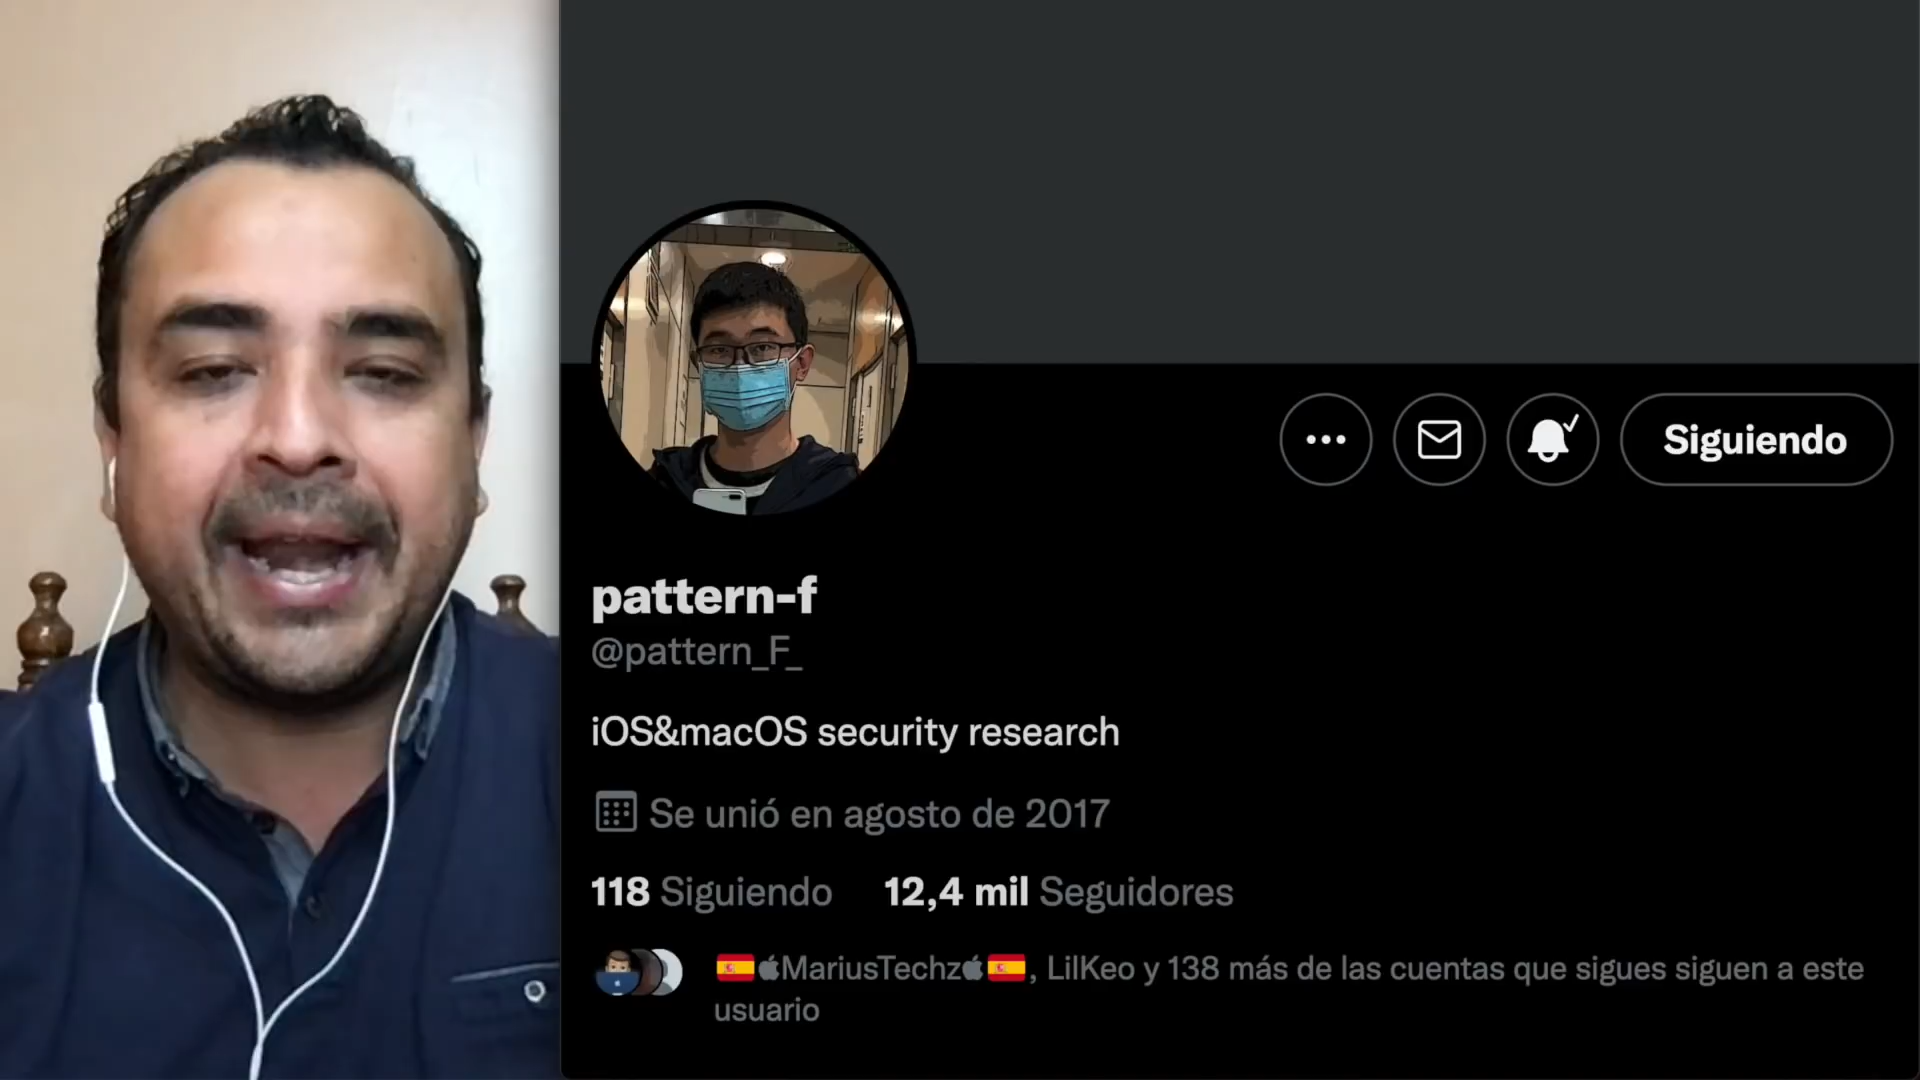 Siguiendo
pattern-f
@pattern_F_
iOS&macOS security research
Se unió en agosto de 2017
118 Siguiendo 12,4 mil Seguidores
🇪🇸MariusTechz🇪🇸, LilKeo y 138 más de las cuentas que sigues siguen a este
usuario